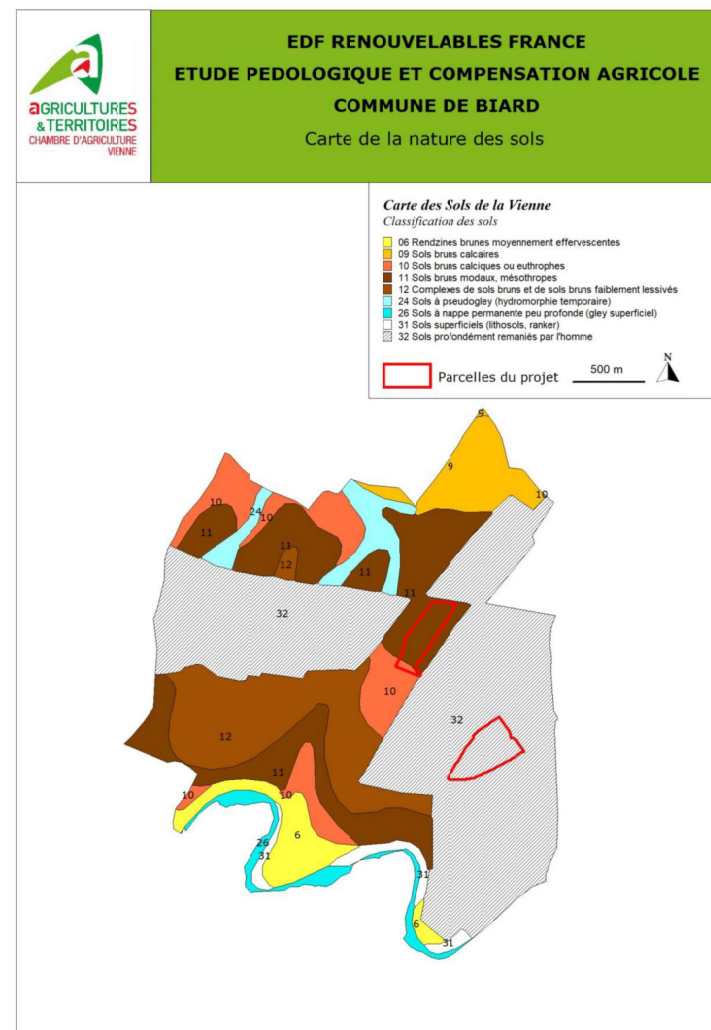 aGRICULTURES
& TERRITOIRES
CHAMBRE D'AGRICULTURE
VIENNE
EDF RENOUVELABLES FRANCE
ETUDE PEDOLOGIQUE ET COMPENSATION AGRICOLE
COMMUNE DE BIARD
Carte de la nature des sols
Carte des Sols de la Vienne
Classification des sols
06 Rendzines brunes moyennement effervescentes
09 Sols bruns calcaires
10 Sols bruns calciques ou euthrophes
11 Sols bruns modaux, mésothropes
12 Complexes de sols bruns et de sols bruns faiblement lessivés
24 Sols à pseudogley (hydromorphie temporaire)
26 Sols à nappe permanente peu profonde (gley superficiel)
31 Sols superficiels (lithosols, ranker)
32 Sols profondément remaniés par l'homme
Parcelles du projet
500 m
N
9
10
10
24
10
11
11
12
11
11
32
10
32
12
11
10
10
26
31
6
31
6
31